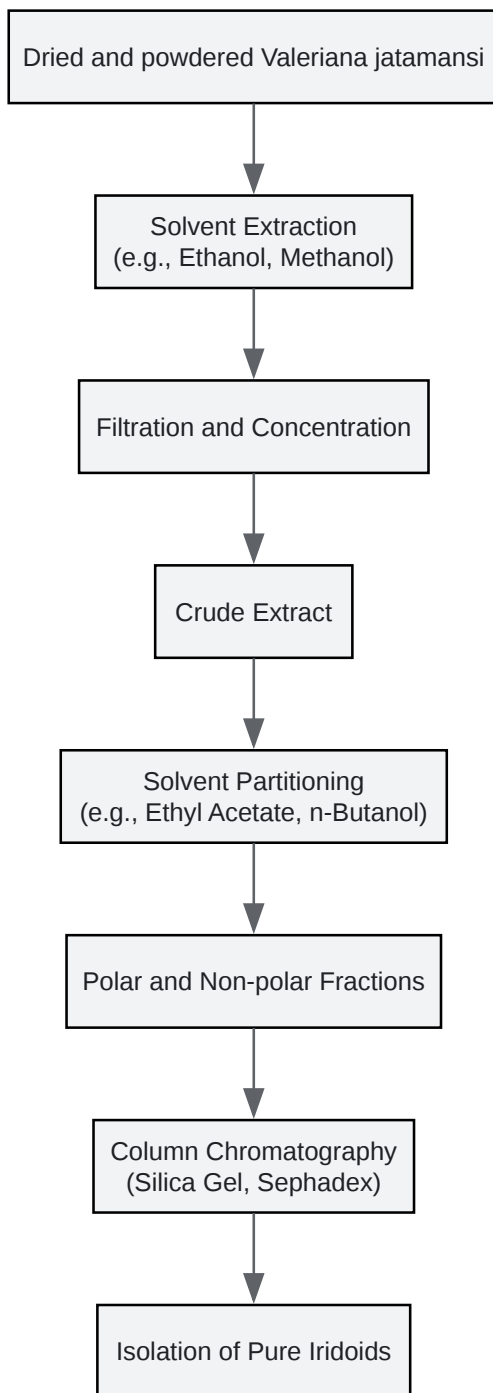 Dried and powdered Valeriana jatamansi
Solvent Extraction
(e.g., Ethanol, Methanol)
Filtration and Concentration
Crude Extract
Solvent Partitioning
(e.g., Ethyl Acetate, n-Butanol)
Polar and Non-polar Fractions
Column Chromatography
(Silica Gel, Sephadex)
Isolation of Pure Iridoids